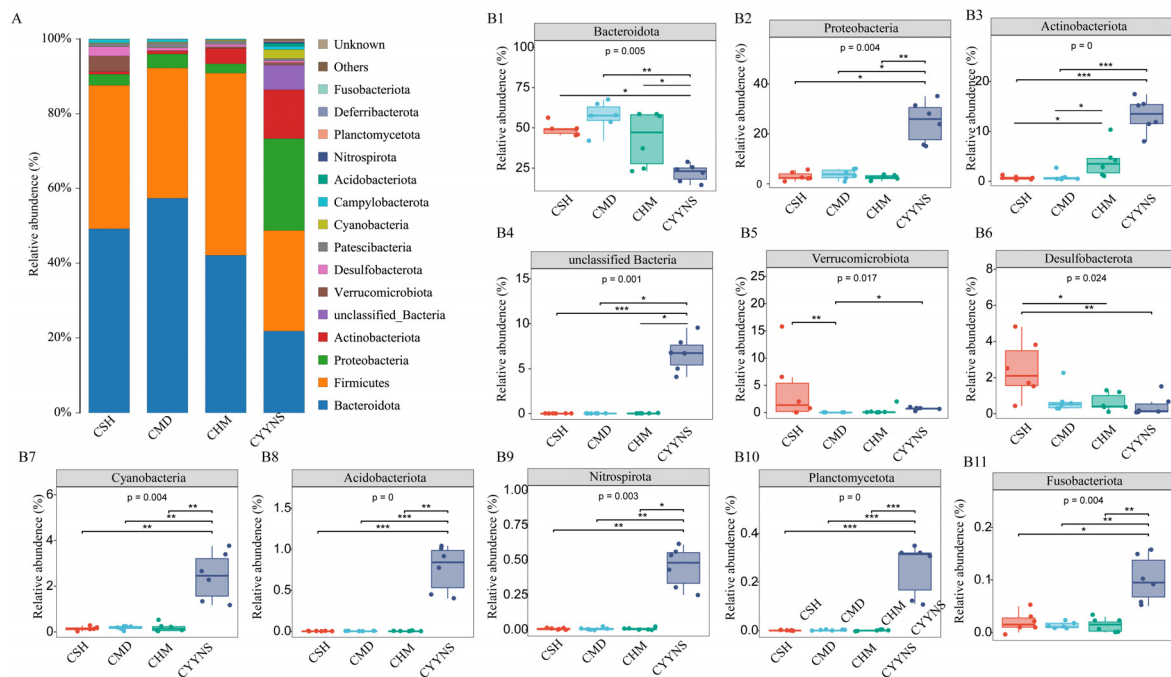 A
Relative abundance (%)
100%
80%
60%
40%
20%
0%
CSH
CMD
CHM
CYYNS
Unknown
Others
Fusobacteriota
Deferribacterota
Planctomycetota
Nitrospirota
Acidobacteriota
Campylobacterota
Cyanobacteria
Patescibacteria
Desulfobacterota
Verrucomicrobiota
unclassified_Bacteria
Actinobacteriota
Proteobacteria
Firmicutes
Bacteroidota
B1
Bacteroidota
p = 0.005
**
*
*
Relative abundance (%)
100
75
50
25
CSH
CMD
CHM
CYYNS
B2
Proteobacteria
p = 0.004
**
*
*
Relative abundance (%)
40
20
0
CSH
CMD
CHM
CYYNS
B3
Actinobacteriota
p = 0
***
***
*
*
Relative abundance (%)
20
10
0
CSH
CMD
CHM
CYYNS
B4
unclassified Bacteria
p = 0.001
*
***
*
Relative abundance (%)
15
10
5
0
CSH
CMD
CHM
CYYNS
B5
Verrucomicrobiota
p = 0.017
*
**
Relative abundance (%)
25
20
15
10
5
0
CSH
CMD
CHM
CYYNS
B6
Desulfobacterota
p = 0.024
*
**
Relative abundance (%)
8
6
4
2
0
CSH
CMD
CHM
CYYNS
B7
Cyanobacteria
p = 0.004
**
**
**
Relative abundance (%)
6
4
2
0
CSH
CMD
CHM
CYYNS
B8
Acidobacteriota
p = 0
**
***
***
Relative abundance (%)
1.5
1.0
0.5
0.0
CSH
CMD
CHM
CYYNS
B9
Nitrospirota
p = 0.003
*
**
**
Relative abundance (%)
1.00
0.75
0.50
0.25
0.00
CSH
CMD
CHM
CYYNS
B10
Planctomycetota
p = 0
***
***
***
Relative abundance (%)
0.4
0.2
0.0
CSH
CMD
CHM
CYYNS
CSH
CMD
CHM
CYYNS
B11
Fusobacteriota
p = 0.004
**
**
*
Relative abundance (%)
0.2
0.1
0.0
CSH
CMD
CHM
CYYNS